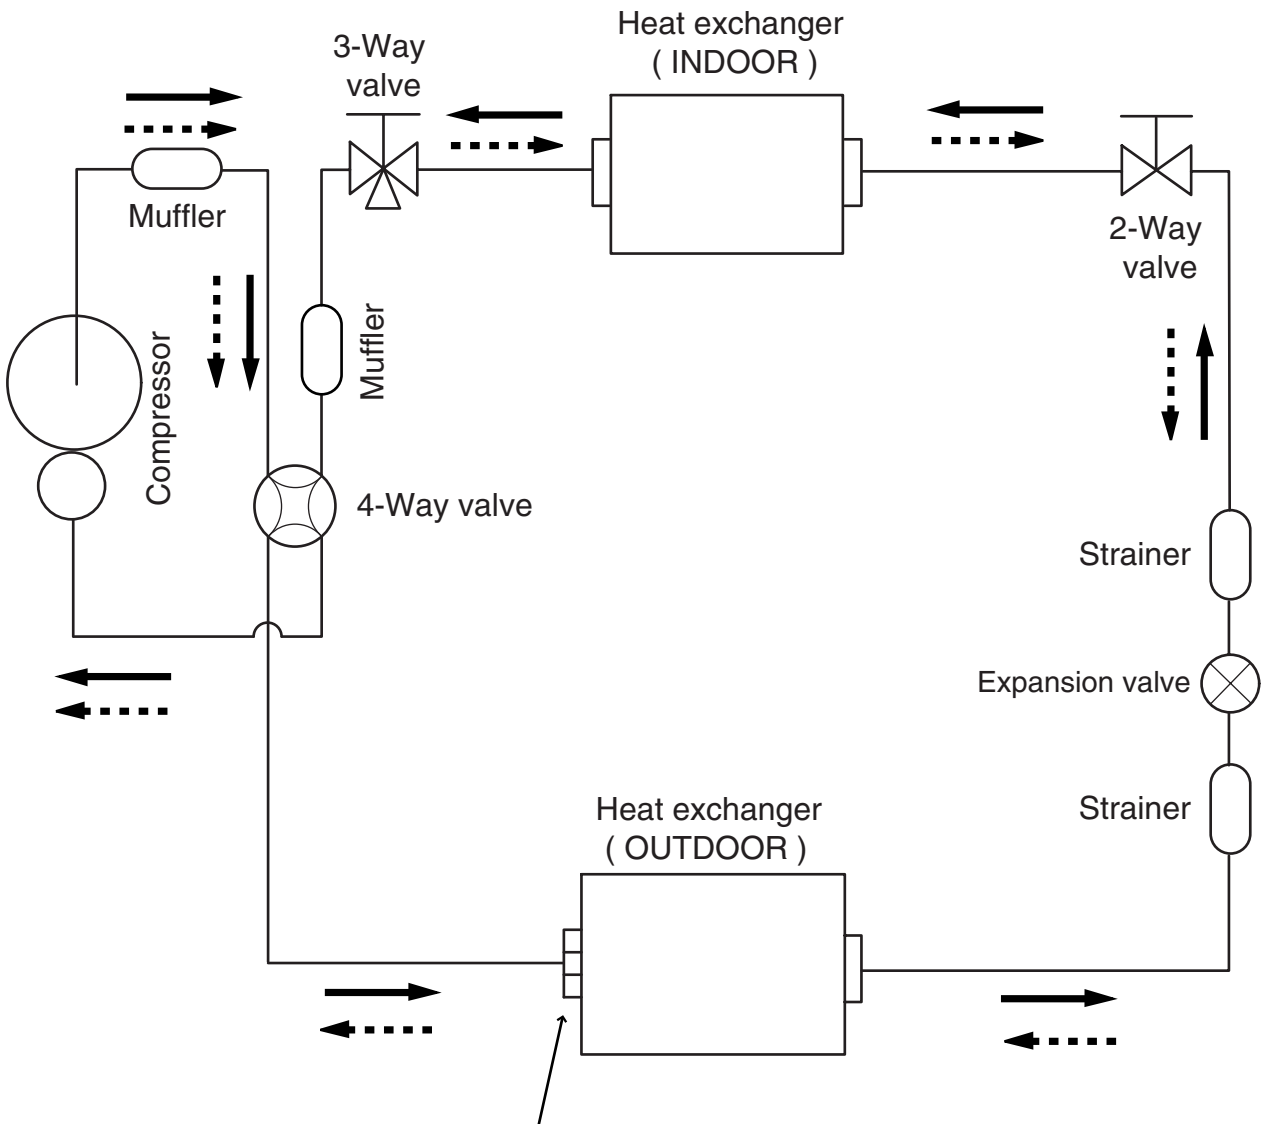 Heat exchanger
( INDOOR )
3-Way
valve
Muffler
2-Way
valve
Muffler
Compressor
4-Way valve
Strainer
Expansion valve
Strainer
Heat exchanger
( OUTDOOR )